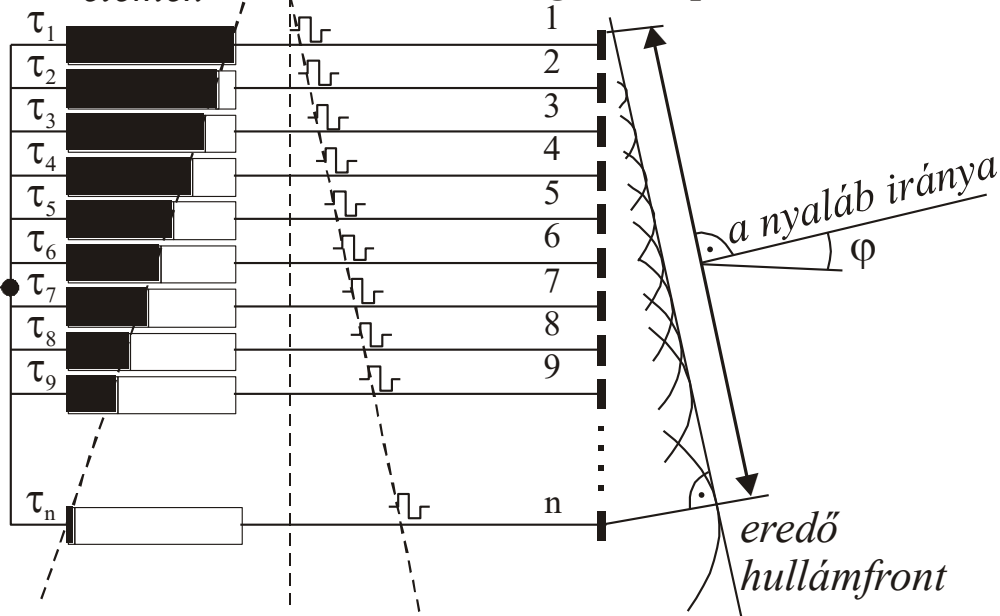 τ₁ 1
τ₂ 2
τ₃ 3
τ₄ 4
τ₅ 5
τ₆ 6
τ₇ 7
τ₈ 8
τ₉ 9
τₙ n
a nyaláb iránya
φ
eredő
hullámfront